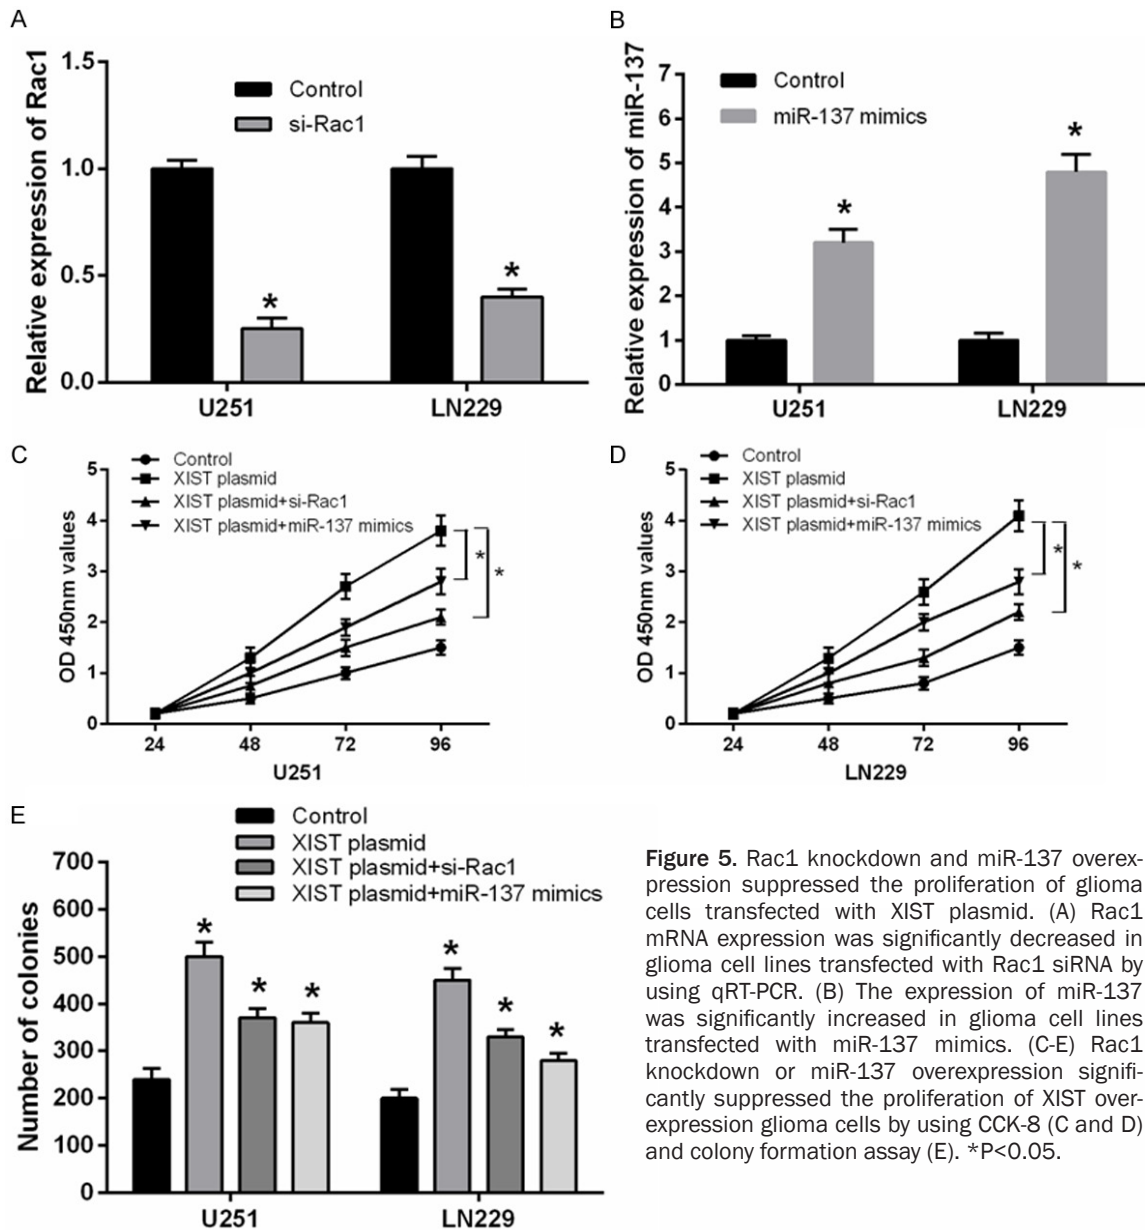 A
Relative expression of Rac1
1.5
1.0
0.5
0.0
Control
si-Rac1
*
*
U251
LN229
B
Relative expression of miR-137
7
6
5
4
3
2
1
0
Control
miR-137 mimics
*
*
U251
LN229
C
Control
XIST plasmid
XIST plasmid+si-Rac1
XIST plasmid+miR-137 mimics
OD 450nm values
5
4
3
2
1
0
*
*
24 48 72 96
U251
D
Control
XIST plasmid
XIST plasmid+si-Rac1
XIST plasmid+miR-137 mimics
OD 450nm values
5
4
3
2
1
0
*
*
24 48 72 96
LN229
E
Control
XIST plasmid
XIST plasmid+si-Rac1
XIST plasmid+miR-137 mimics
Number of colonies
700
600
500
400
300
200
100
0
* * *
* * *
U251
LN229
Figure 5. Rac1 knockdown and miR-137 overex-
pression suppressed the proliferation of glioma
cells transfected with XIST plasmid. (A) Rac1
mRNA expression was significantly decreased in
glioma cell lines transfected with Rac1 siRNA by
using qRT-PCR. (B) The expression of miR-137
was significantly increased in glioma cell lines
transfected with miR-137 mimics. (C-E) Rac1
knockdown or miR-137 overexpression signifi-
cantly suppressed the proliferation of XIST over-
expression glioma cells by using CCK-8 (C and D)
and colony formation assay (E). *P<0.05.